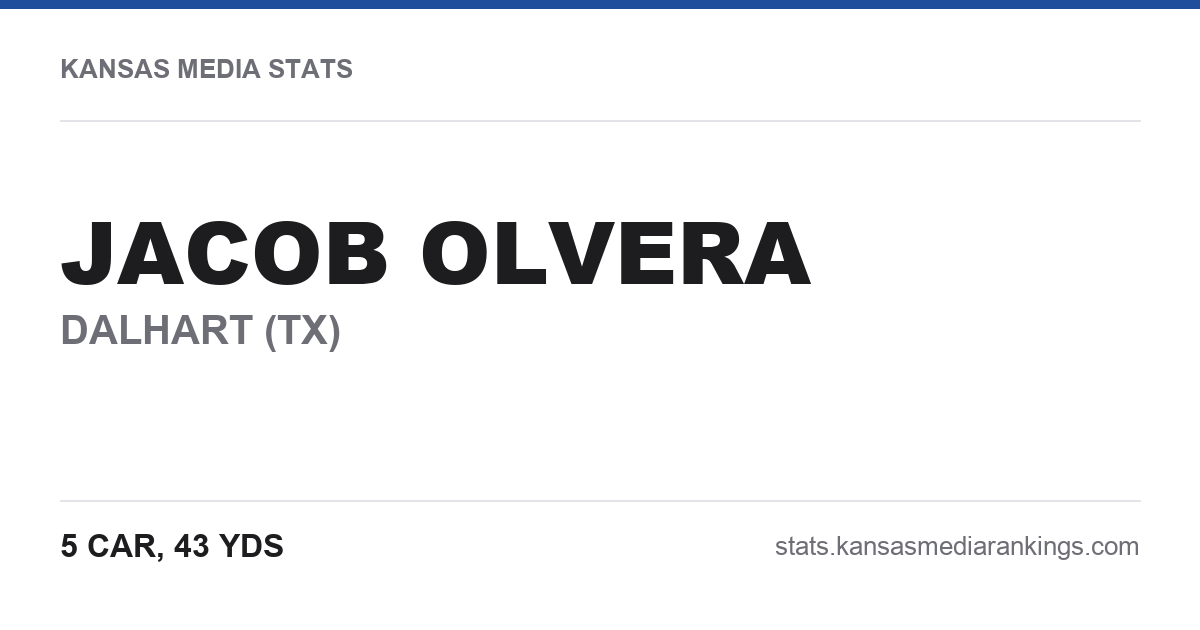 KANSAS MEDIA STATS
JACOB OLVERA
DALHART (TX)
5 CAR, 43 YDS
stats.kansasmediarankings.com